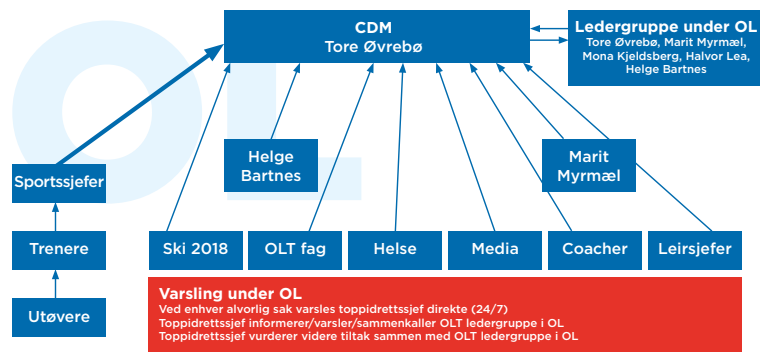 OL
CDM
Tore Øvrebø
Ledergruppe under OL
Tore Øvrebø, Marit Myrmæl,
Mona Kjeldsberg, Halvor Lea,
Helge Bartnes
Helge
Bartnes
Marit
Myrmæl
Sportssjefer
Trenere
Utøvere
Ski 2018
OLT fag
Helse
Media
Coacher
Leirsjefer
Varsling under OL
Ved enhver alvorlig sak varsles toppidrettssjef direkte (24/7)
Toppidrettssjef informerer/varsler/sammenkaller OLT ledergruppe i OL
Toppidrettssjef vurderer videre tiltak sammen med OLT ledergruppe i OL